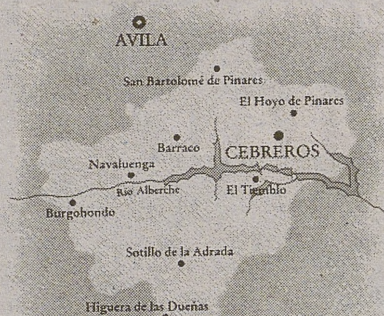 AVILA
San Bartolomé de Pinares
El Hoyo de Pinares
Barraco
CEBREROS
Navaluenga
Río Alberche
El Tiemblo
Burgohondo
Sotillo de la Adrada
Higuera de las Dueñas